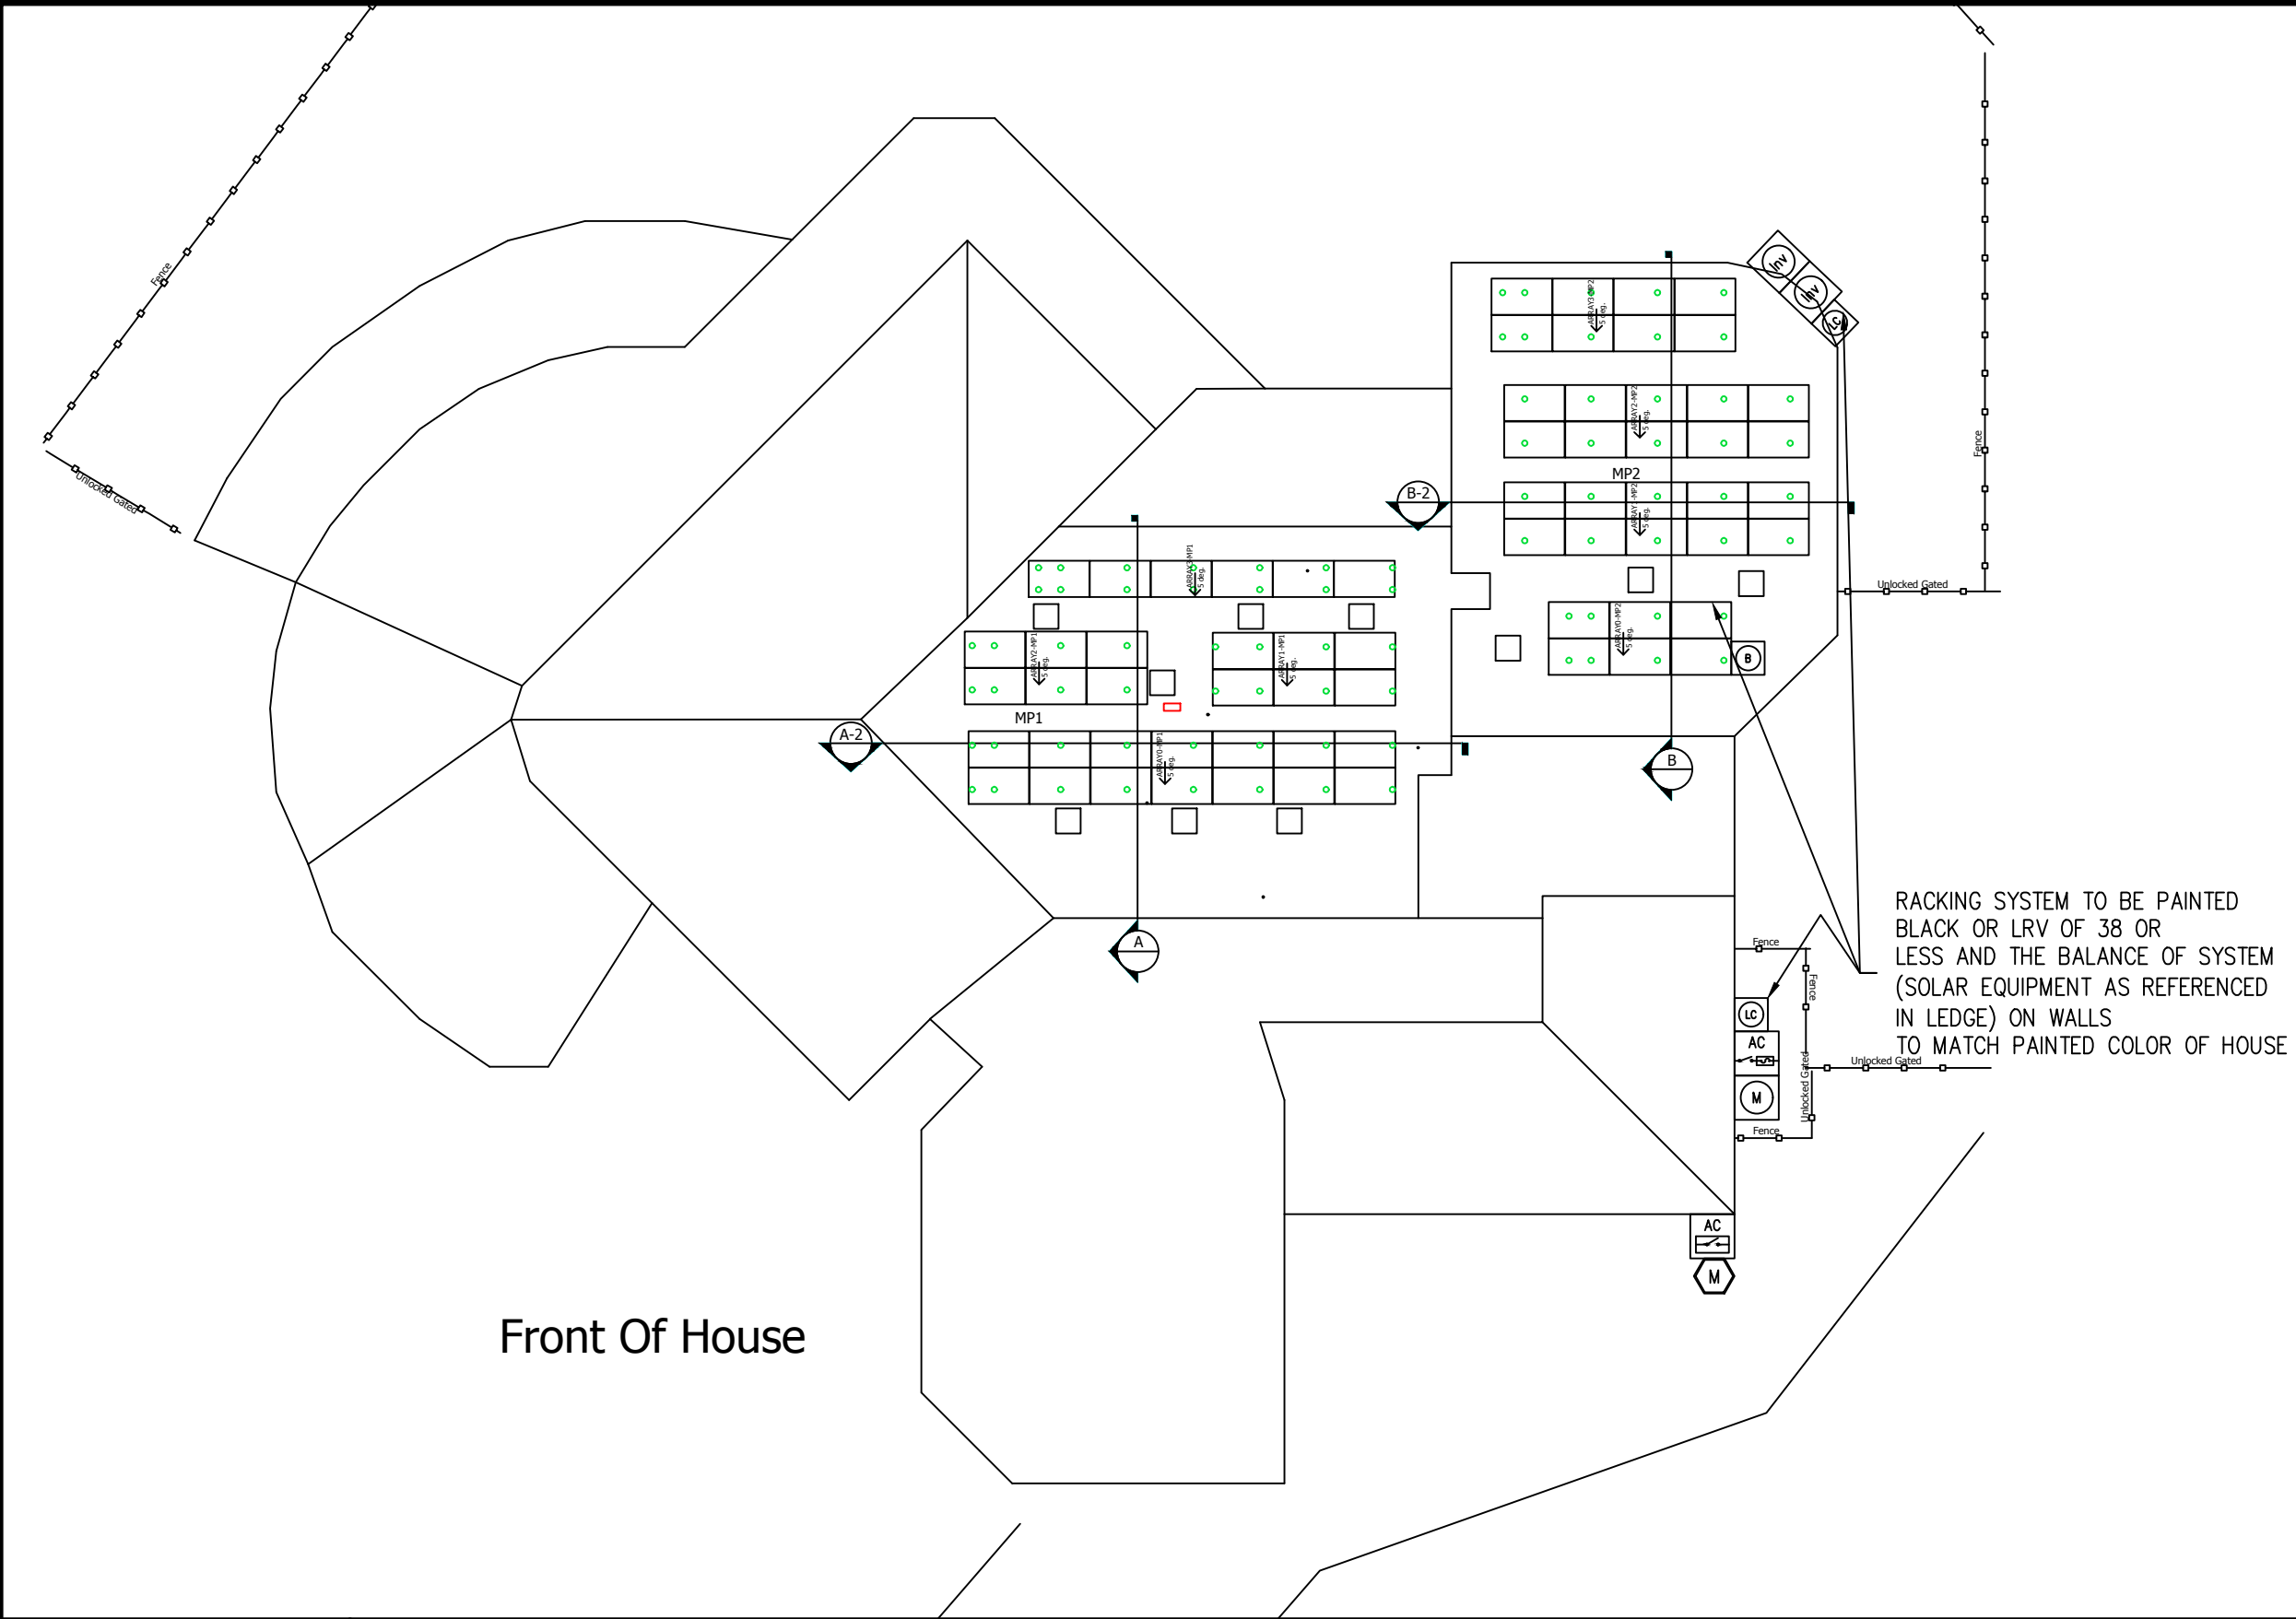 Fence
Unlocked Gated
Inv
Inv
LC
ARRAY3-MP2
5 deg.
ARRAY2-MP2
5 deg.
MP2
B-2
ARRAY1-MP2
5 deg.
Fence
Unlocked Gated
ARRAY3-MP1
5 deg.
ARRAY2-MP1
5 deg.
ARRAY1-MP1
5 deg.
ARRAY0-MP2
5 deg.
B
MP1
A-2
ARRAY0-MP1
5 deg.
B
A
RACKING SYSTEM TO BE PAINTED
BLACK OR LRV OF 38 OR
LESS AND THE BALANCE OF SYSTEM
(SOLAR EQUIPMENT AS REFERENCED
IN LEDGE) ON WALLS
TO MATCH PAINTED COLOR OF HOUSE
Fence
Fence
LC
AC
M
Unlocked Gated
Unlocked Gated
Fence
AC
M
Front Of House